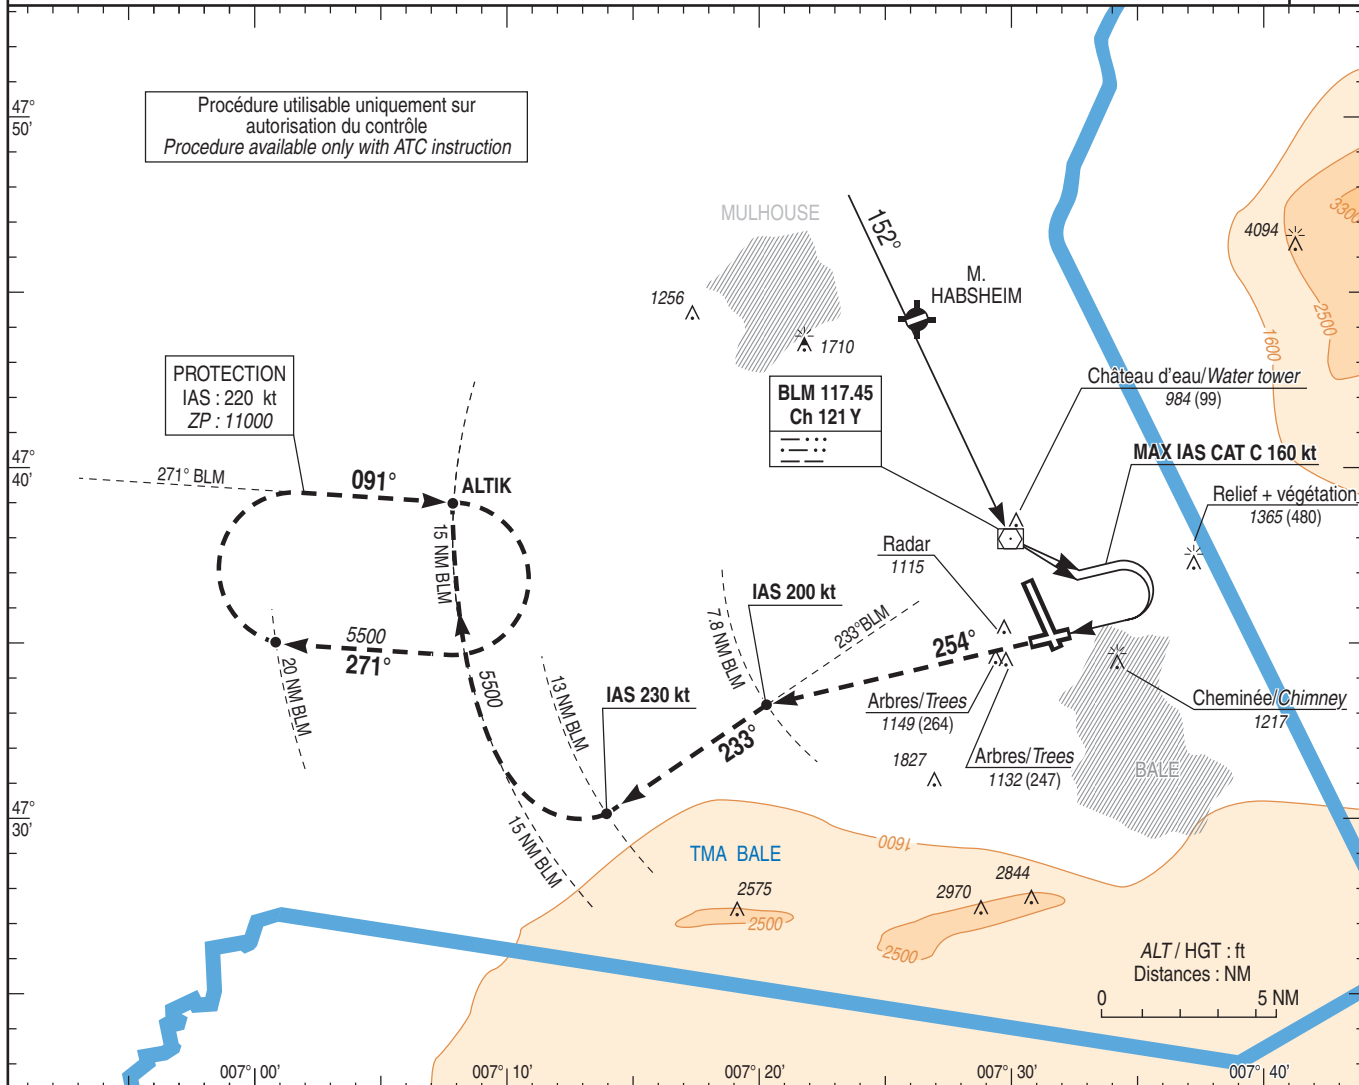 47°
50'
Procédure utilisable uniquement sur
autorisation du contrôle
Procedure available only with ATC instruction
MULHOUSE
152°
M.
HABSHEIM
4094
3300
2500
1600
1256
1710
PROTECTION
IAS : 220 kt
ZP : 11000
BLM 117.45
Ch 121 Y
Château d'eau/Water tower
984 (99)
MAX IAS CAT C 160 kt
47°
40'
271° BLM
091°
ALTIK
Relief + végétation
1365 (480)
15 NM BLM
Radar
1115
IAS 200 kt
7.8 NM BLM
233°BLM
254°
5500
271°
20 NM BLM
5500
13 NM BLM
IAS 230 kt
233°
Arbres/Trees
1149 (264)
Cheminée/Chimney
1217
1827
Arbres/Trees
1132 (247)
BALE
47°
30'
15 NM BLM
TMA BALE
1600
2575
2500
2970
2844
2500
ALT / HGT : ft
Distances : NM
0
5 NM
007° 00'
007° 10'
007° 20'
007° 30'
007° 40'